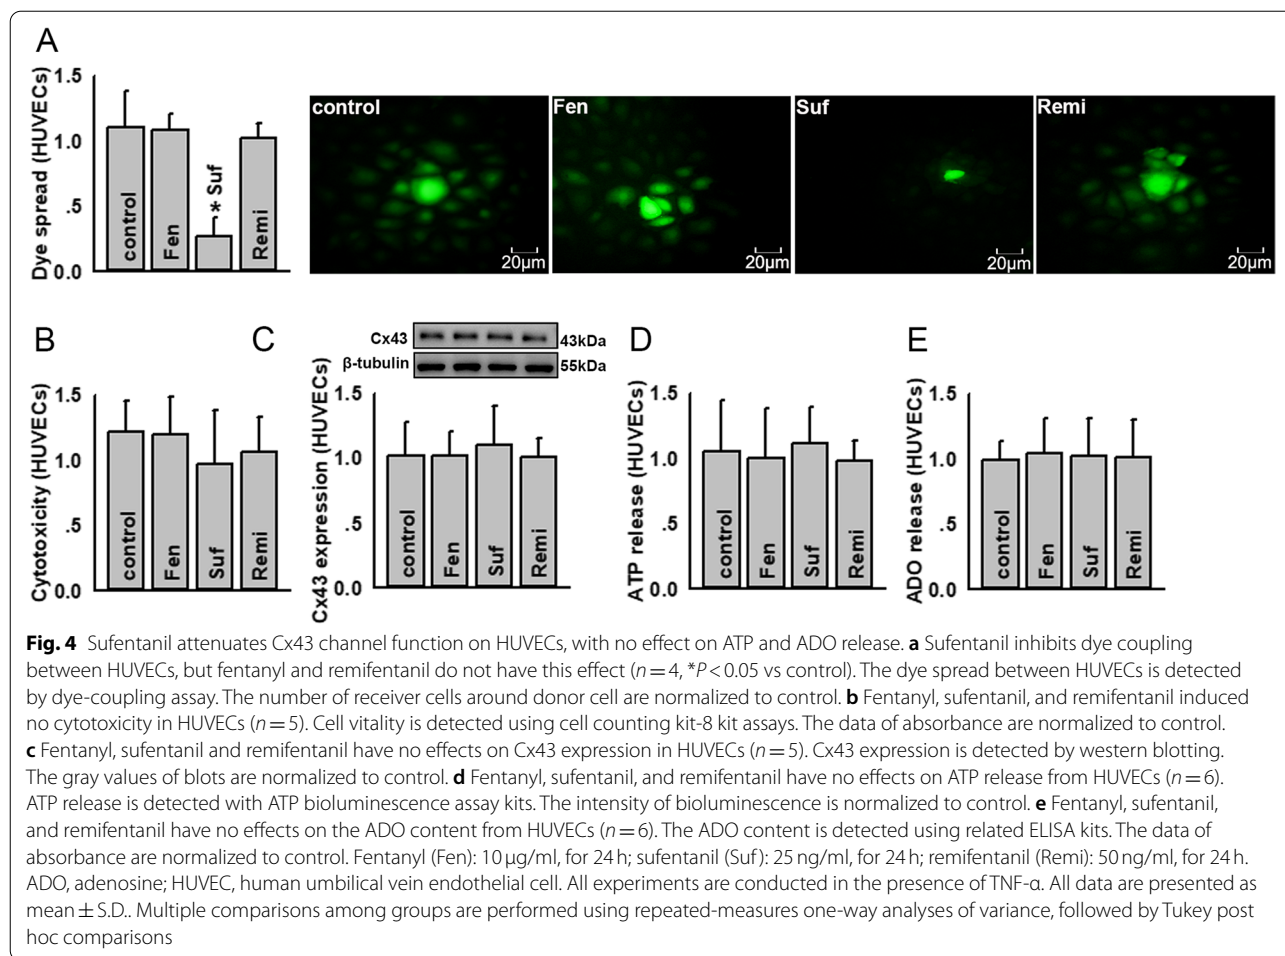 A
Dye spread (HUVECs)
1.5
1.0
.5
0.0
control
Fen
* Suf
Remi
control
20µm
Fen
20µm
Suf
20µm
Remi
20µm
B
Cytotoxicity (HUVECs)
1.5
1.0
.5
0.0
control
Fen
Suf
Remi
C
Cx43
43kDa
β-tubulin
55kDa
Cx43 expression (HUVECs)
1.5
1.0
.5
0.0
control
Fen
Suf
Remi
D
ATP release (HUVECs)
1.5
1.0
.5
0.0
control
Fen
Suf
Remi
E
ADO release (HUVECs)
1.5
1.0
.5
0.0
control
Fen
Suf
Remi
Fig. 4 Sufentanil attenuates Cx43 channel function on HUVECs, with no effect on ATP and ADO release. a Sufentanil inhibits dye coupling
between HUVECs, but fentanyl and remifentanil do not have this effect (n = 4, *P < 0.05 vs control). The dye spread between HUVECs is detected
by dye-coupling assay. The number of receiver cells around donor cell are normalized to control. b Fentanyl, sufentanil, and remifentanil induced
no cytotoxicity in HUVECs (n = 5). Cell vitality is detected using cell counting kit-8 kit assays. The data of absorbance are normalized to control.
c Fentanyl, sufentanil and remifentanil have no effects on Cx43 expression in HUVECs (n = 5). Cx43 expression is detected by western blotting.
The gray values of blots are normalized to control. d Fentanyl, sufentanil, and remifentanil have no effects on ATP release from HUVECs (n = 6).
ATP release is detected with ATP bioluminescence assay kits. The intensity of bioluminescence is normalized to control. e Fentanyl, sufentanil,
and remifentanil have no effects on the ADO content from HUVECs (n = 6). The ADO content is detected using related ELISA kits. The data of
absorbance are normalized to control. Fentanyl (Fen): 10 µg/ml, for 24 h; sufentanil (Suf): 25 ng/ml, for 24 h; remifentanil (Remi): 50 ng/ml, for 24 h.
ADO, adenosine; HUVEC, human umbilical vein endothelial cell. All experiments are conducted in the presence of TNF-α. All data are presented as
mean ± S.D.. Multiple comparisons among groups are performed using repeated-measures one-way analyses of variance, followed by Tukey post
hoc comparisons